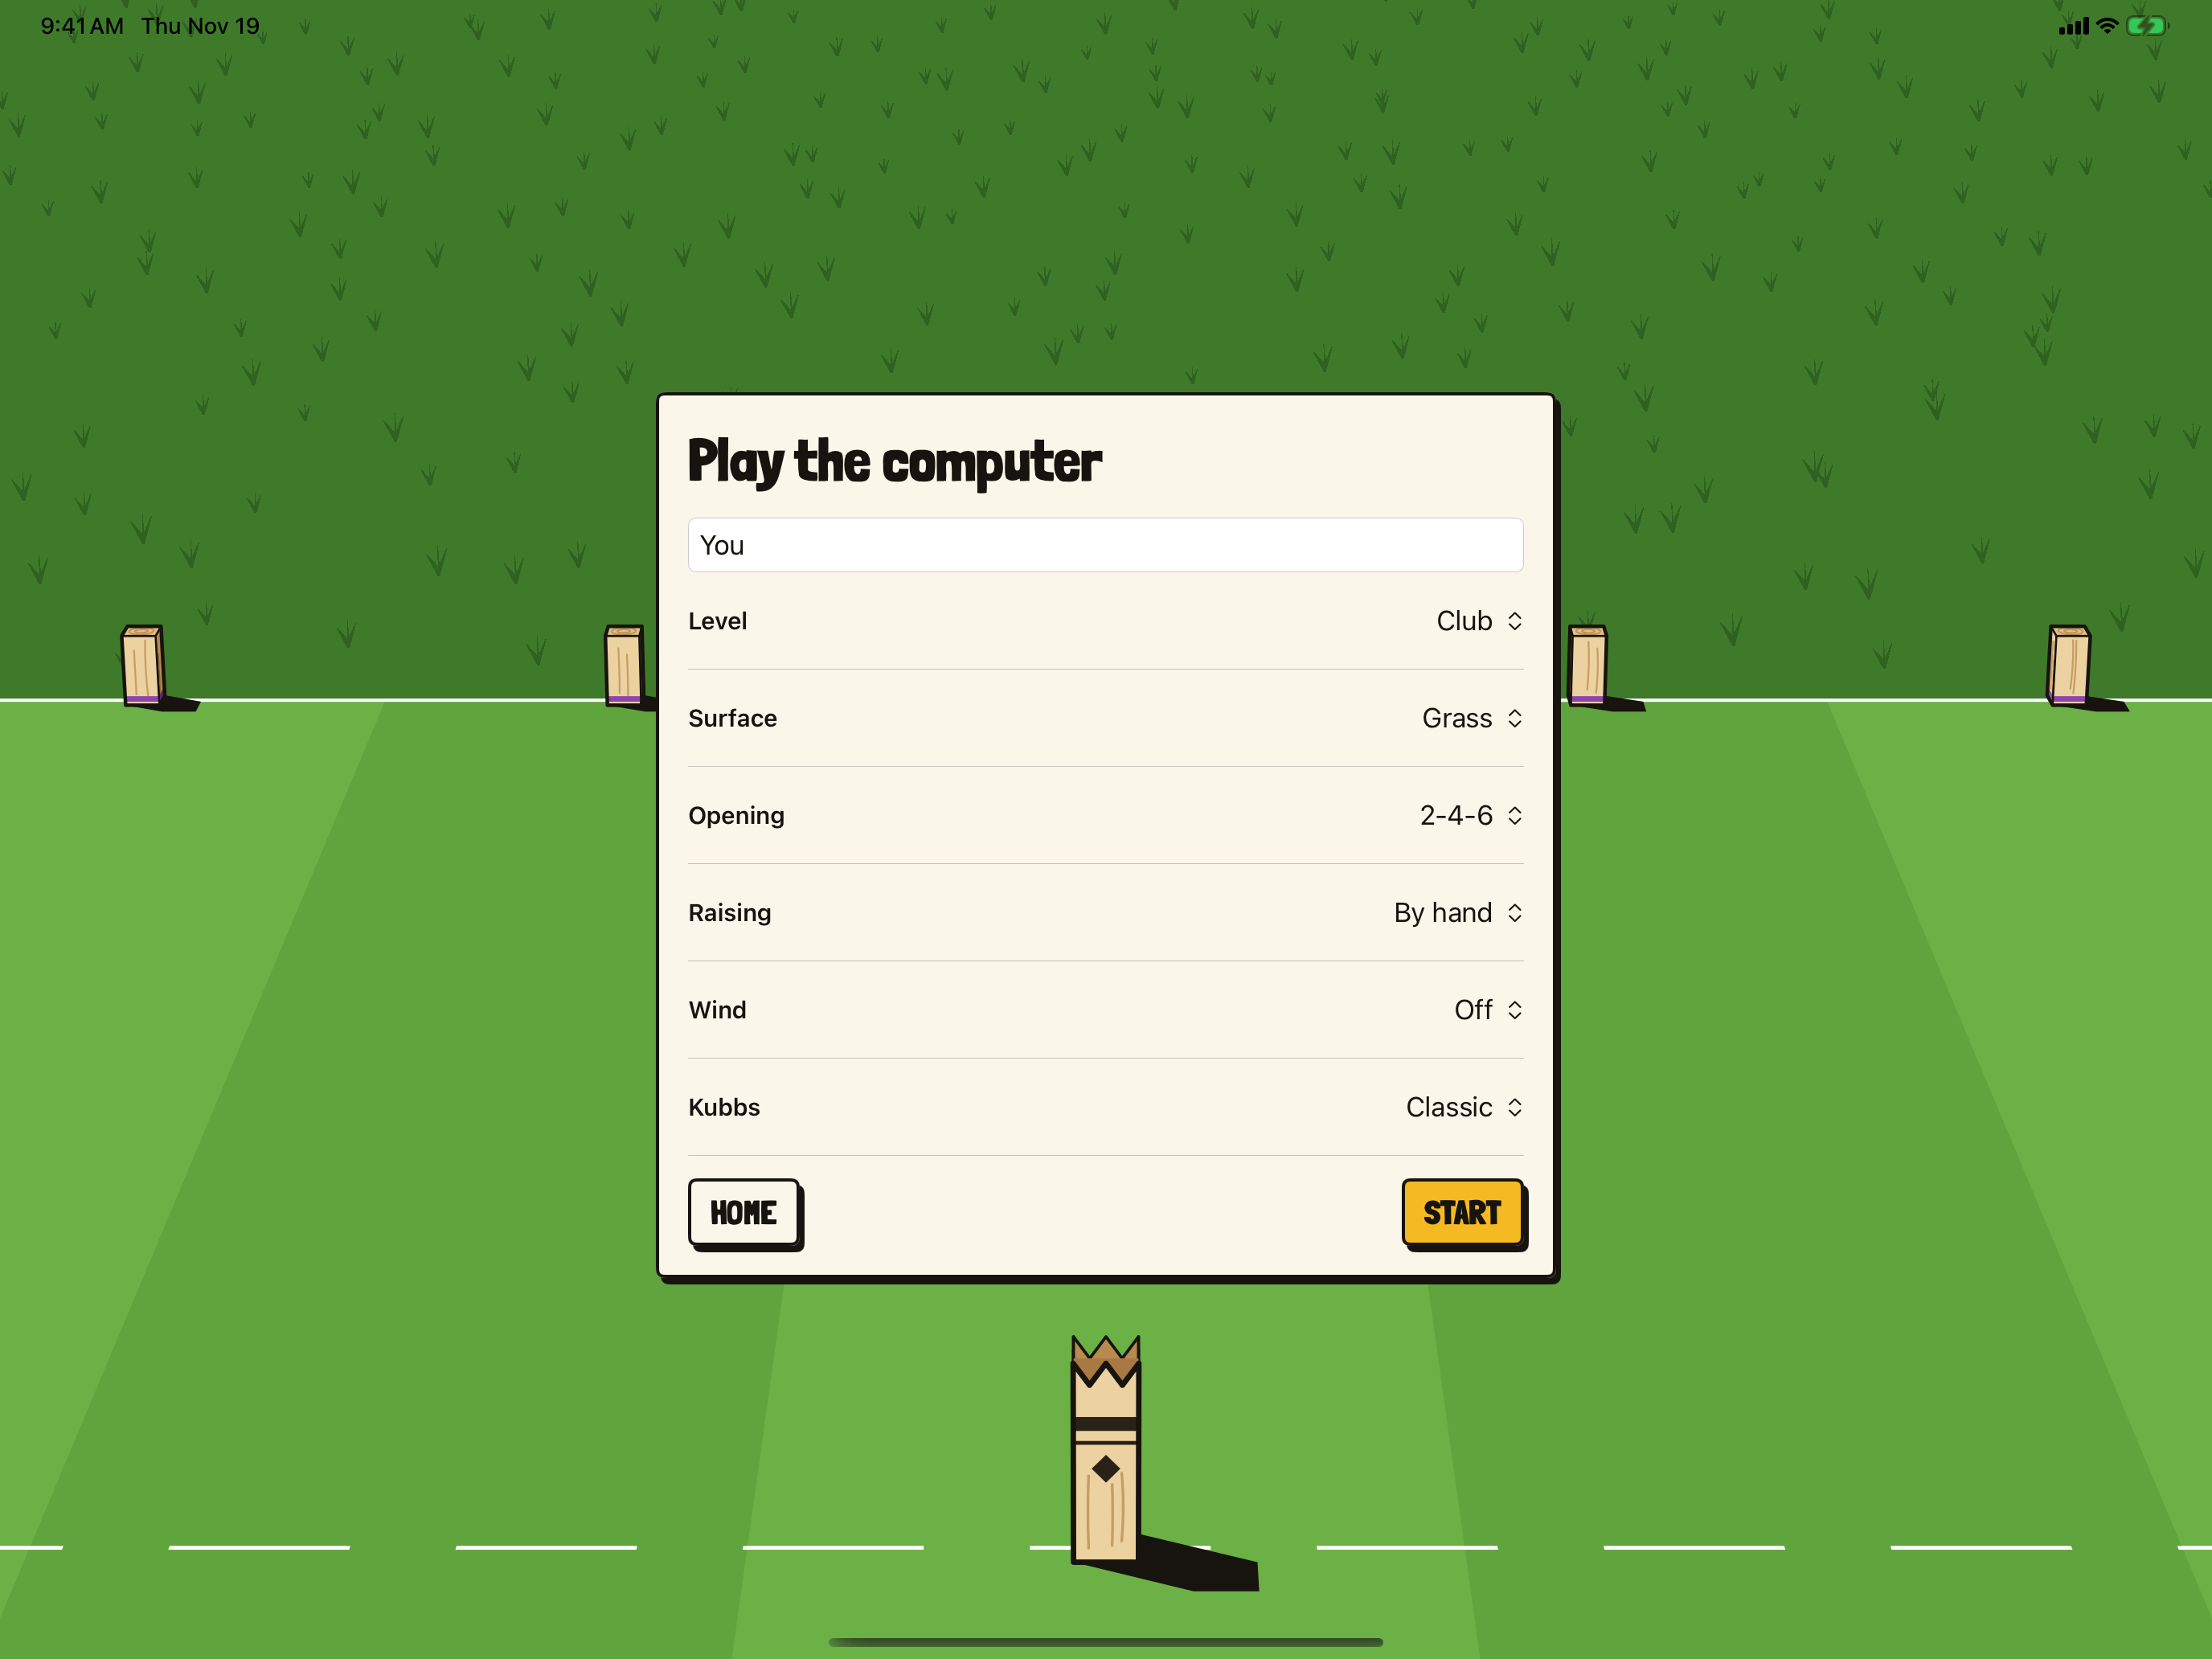 9:41 AM Thu Nov 19
Play the computer
You
Level Club
Surface Grass
Opening 2-4-6
Raising By hand
Wind Off
Kubbs Classic
HOME START